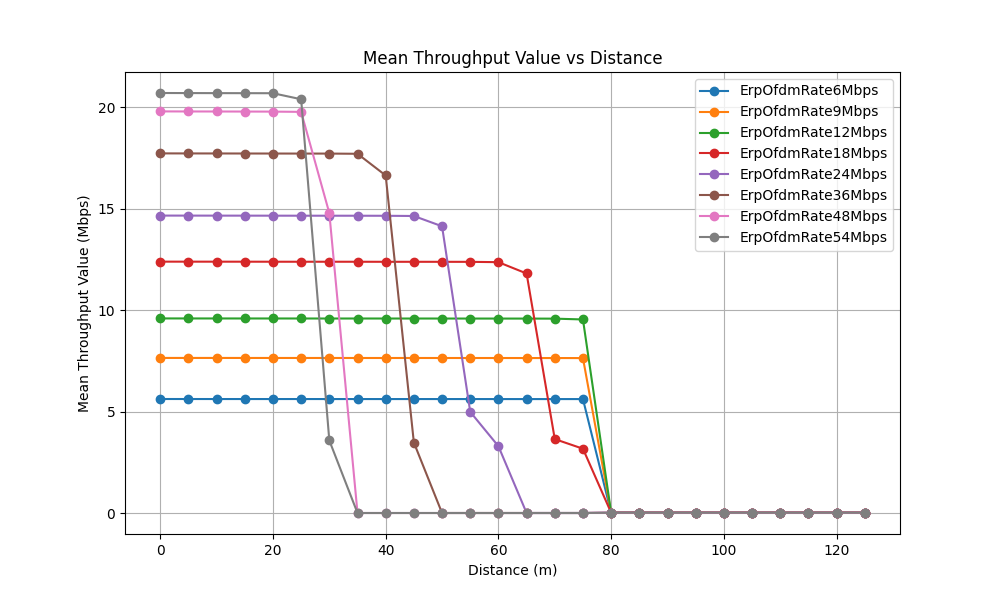 Mean Throughput Value vs Distance
Mean Throughput Value (Mbps)
20
15
10
5
0
ErpOfdmRate6Mbps
ErpOfdmRate9Mbps
ErpOfdmRate12Mbps
ErpOfdmRate18Mbps
ErpOfdmRate24Mbps
ErpOfdmRate36Mbps
ErpOfdmRate48Mbps
ErpOfdmRate54Mbps
0 20 40 60 80 100 120
Distance (m)